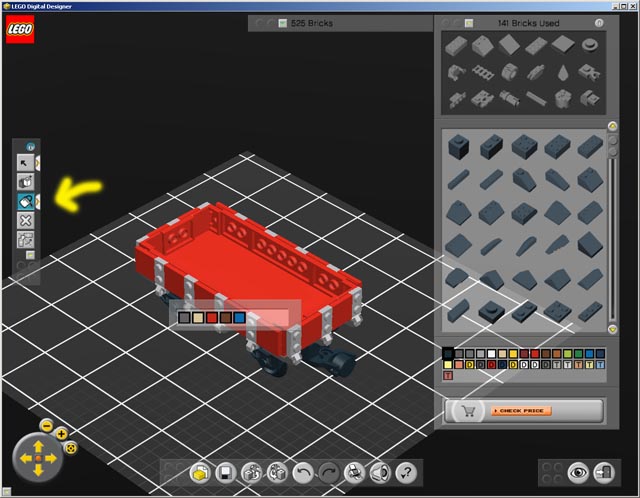 LEGO Digital Designer
LEGO
525 Bricks
141 Bricks Used
D D D D D D T T T T
T
CHECK PRICE
?